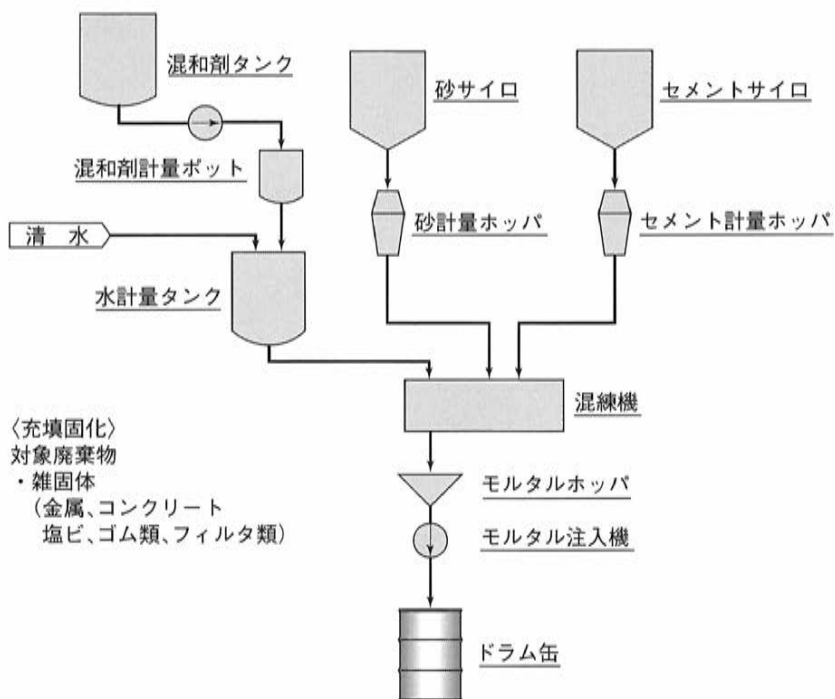 混和剤タンク
砂サイロ
セメントサイロ
混和剤計量ポット
清 水
砂計量ホッパ
セメント計量ホッパ
水計量タンク
混練機
〈充填固化〉
対象廃棄物
・雑固体
(金属、コンクリート
塩ビ、ゴム類、フィルタ類)
モルタルホッパ
モルタル注入機
ドラム缶